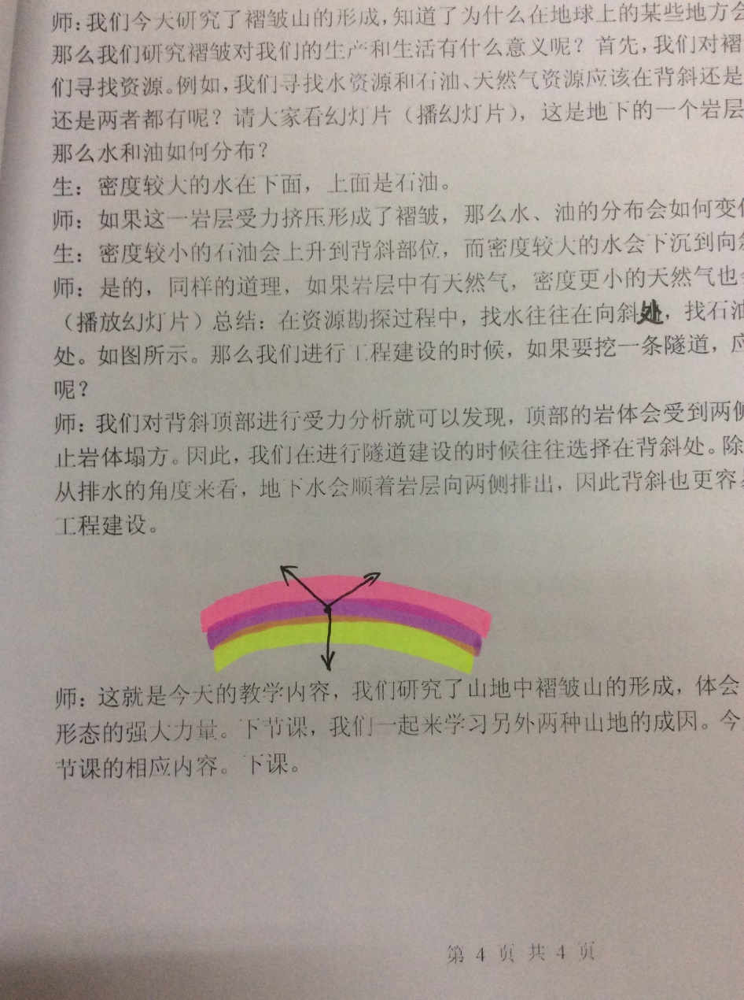 师：我们今天研究了褶皱山的形成，知道了为什么在地球上的某些地方会
那么我们研究褶皱对我们的生产和生活有什么意义呢？首先，我们对褶
们寻找资源。例如，我们寻找水资源和石油、天然气资源应该在背斜还是
还是两者都有呢？请大家看幻灯片（播幻灯片），这是地下的一个岩层
那么水和油如何分布？
生：密度较大的水在下面，上面是石油。
师：如果这一岩层受力挤压形成了褶皱，那么水、油的分布会如何变
生：密度较小的石油会上升到背斜部位，而密度较大的水会下沉到向
师：是的，同样的道理，如果岩层中有天然气，密度更小的天然气也
（播放幻灯片）总结：在资源勘探过程中，找水往往在向斜处，找石油
处。如图所示。那么我们进行工程建设的时候，如果要挖一条隧道，应
呢？
师：我们对背斜顶部进行受力分析就可以发现，顶部的岩体会受到两侧
止岩体塌方。因此，我们在进行隧道建设的时候往往选择在背斜处。除
从排水的角度来看，地下水会顺着岩层向两侧排出，因此背斜也更容
工程建设。
师：这就是今天的教学内容，我们研究了山地中褶皱山的形成，体会
形态的强大力量。下节课，我们一起来学习另外两种山地的成因。今
节课的相应内容。下课。
第 4 页 共 4 页